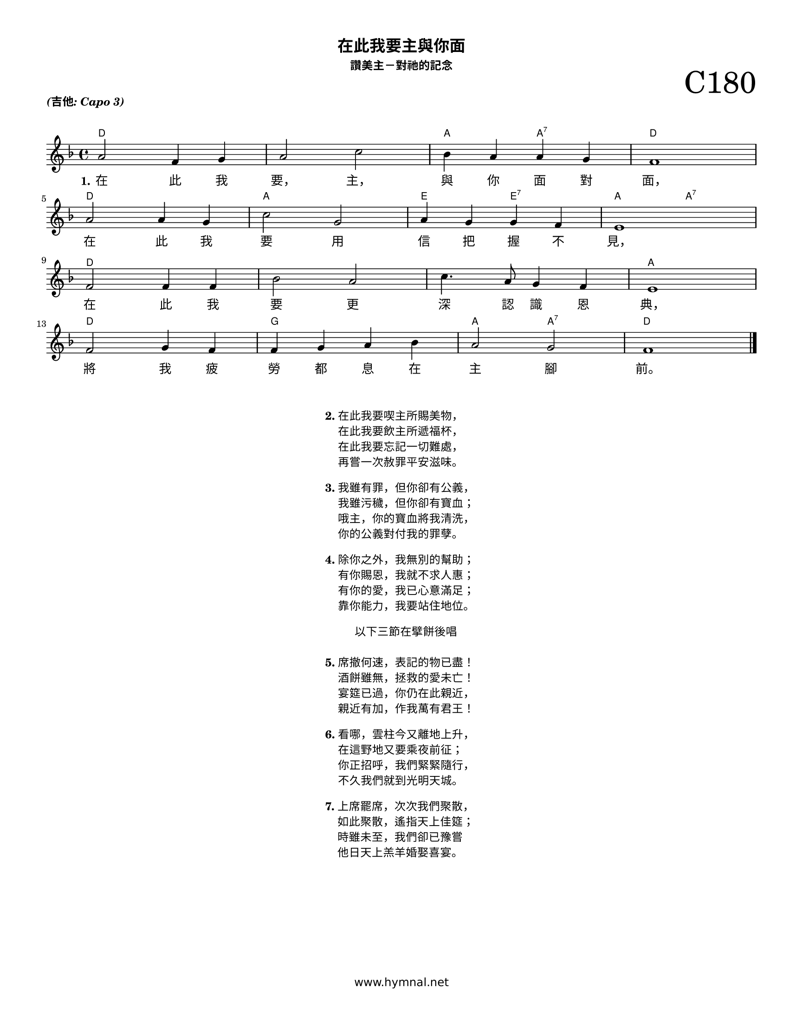 在此我要主與你面
讚美主－對祂的記念
C180
(吉他: Capo 3)
D A A7 D
1. 在 此 我 要， 主， 與 你 面 對 面，
5 D A E E7 A A7
在 此 我 要 用 信 把 握 不 見，
9 D A
在 此 我 要 更 深 認 識 恩 典，
13 D G A A7 D
將 我 疲 勞 都 息 在 主 腳 前。
2. 在此我要喫主所賜美物，
在此我要飲主所遞福杯，
在此我要忘記一切難處，
再嘗一次赦罪平安滋味。
3. 我雖有罪，但你卻有公義，
我雖污穢，但你卻有寶血；
哦主，你的寶血將我清洗，
你的公義對付我的罪孽。
4. 除你之外，我無別的幫助；
有你賜恩，我就不求人惠；
有你的愛，我已心意滿足；
靠你能力，我要站住地位。
以下三節在擘餅後唱
5. 席撤何速，表記的物已盡！
酒餅雖無，拯救的愛未亡！
宴筵已過，你仍在此親近，
親近有加，作我萬有君王！
6. 看哪，雲柱今又離地上升，
在這野地又要乘夜前征；
你正招呼，我們緊緊隨行，
不久我們就到光明天城。
7. 上席罷席，次次我們聚散，
如此聚散，遙指天上佳筵；
時雖未至，我們卻已豫嘗
他日天上羔羊婚娶喜宴。
www.hymnal.net